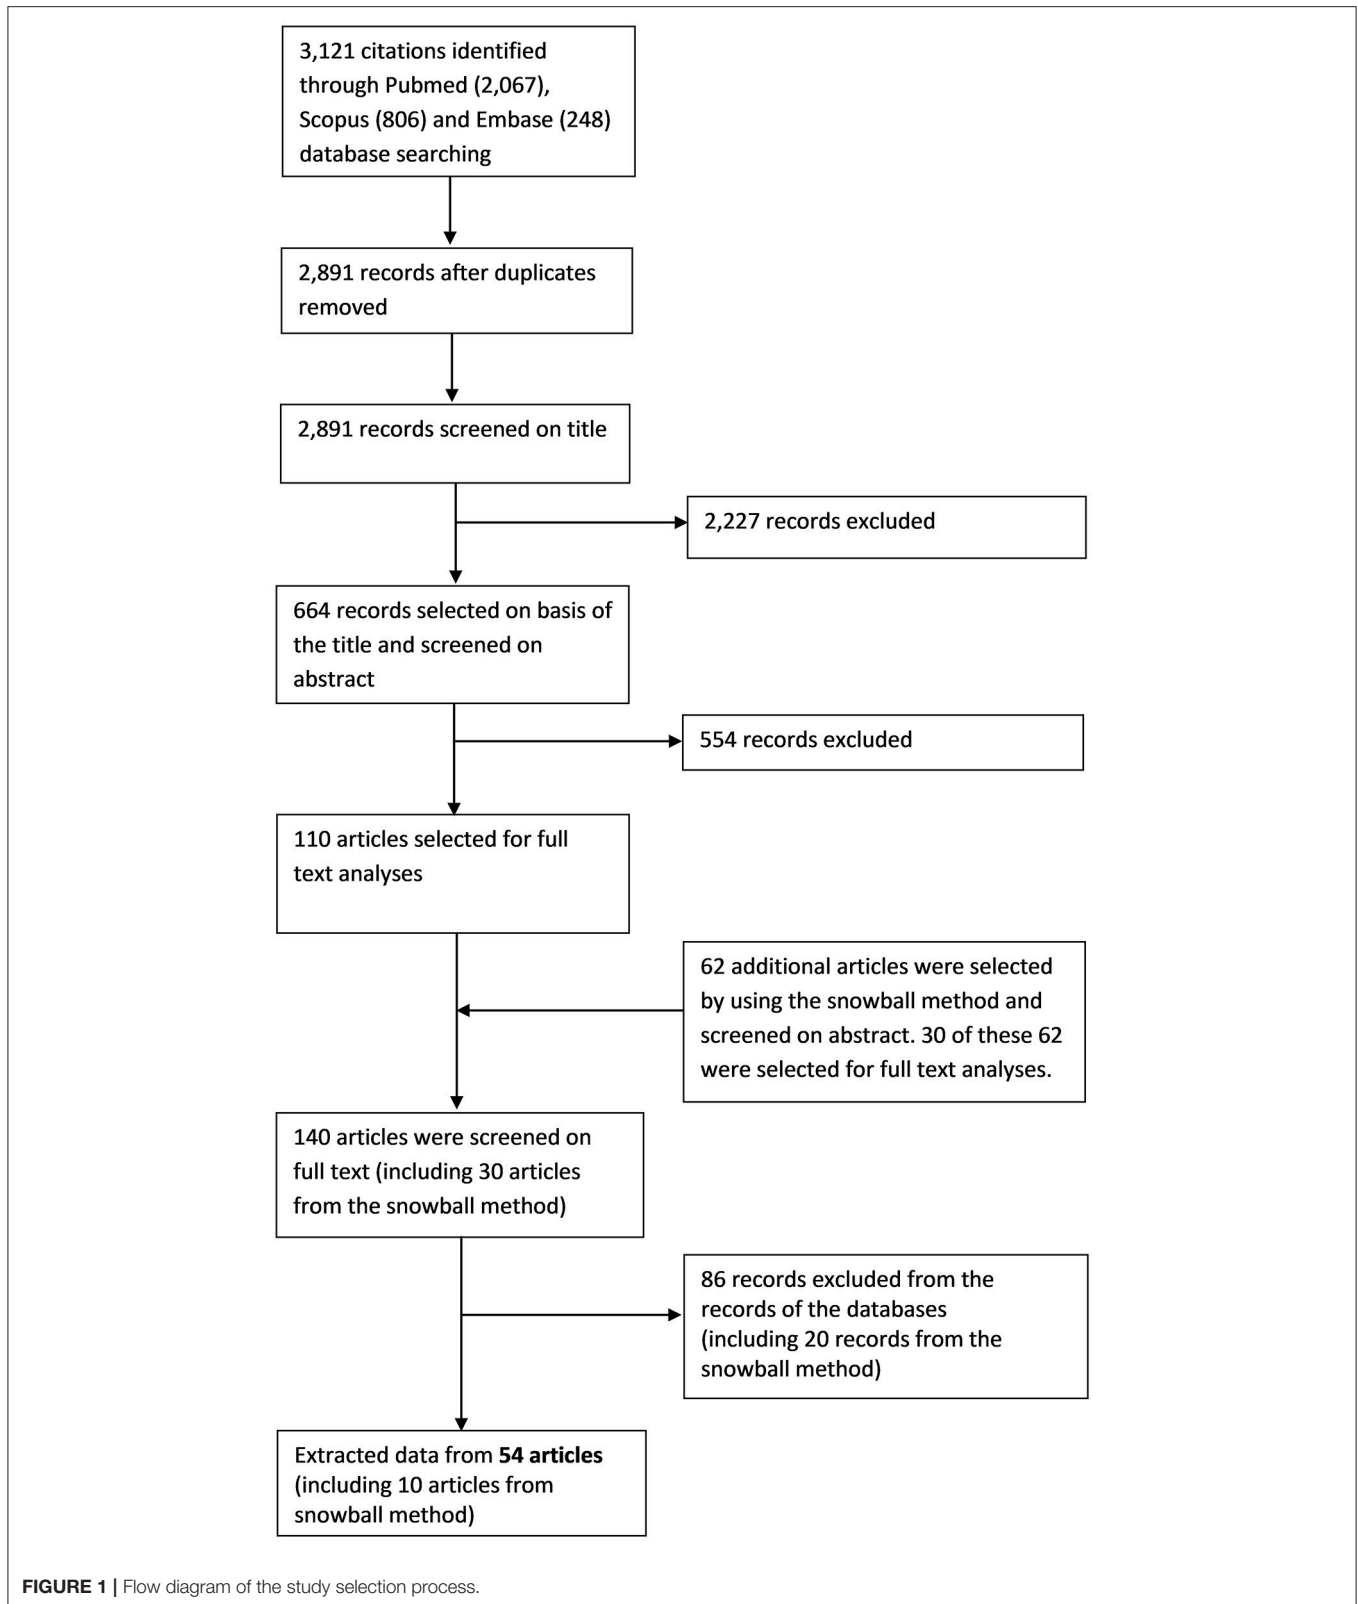 3,121 citations identified
through Pubmed (2,067),
Scopus (806) and Embase (248)
database searching
2,891 records after duplicates
removed
2,891 records screened on title
2,227 records excluded
664 records selected on basis of
the title and screened on
abstract
554 records excluded
110 articles selected for full
text analyses
62 additional articles were selected
by using the snowball method and
screened on abstract. 30 of these 62
were selected for full text analyses.
140 articles were screened on
full text (including 30 articles
from the snowball method)
86 records excluded from the
records of the databases
(including 20 records from the
snowball method)
Extracted data from 54 articles
(including 10 articles from
snowball method)
FIGURE 1 | Flow diagram of the study selection process.